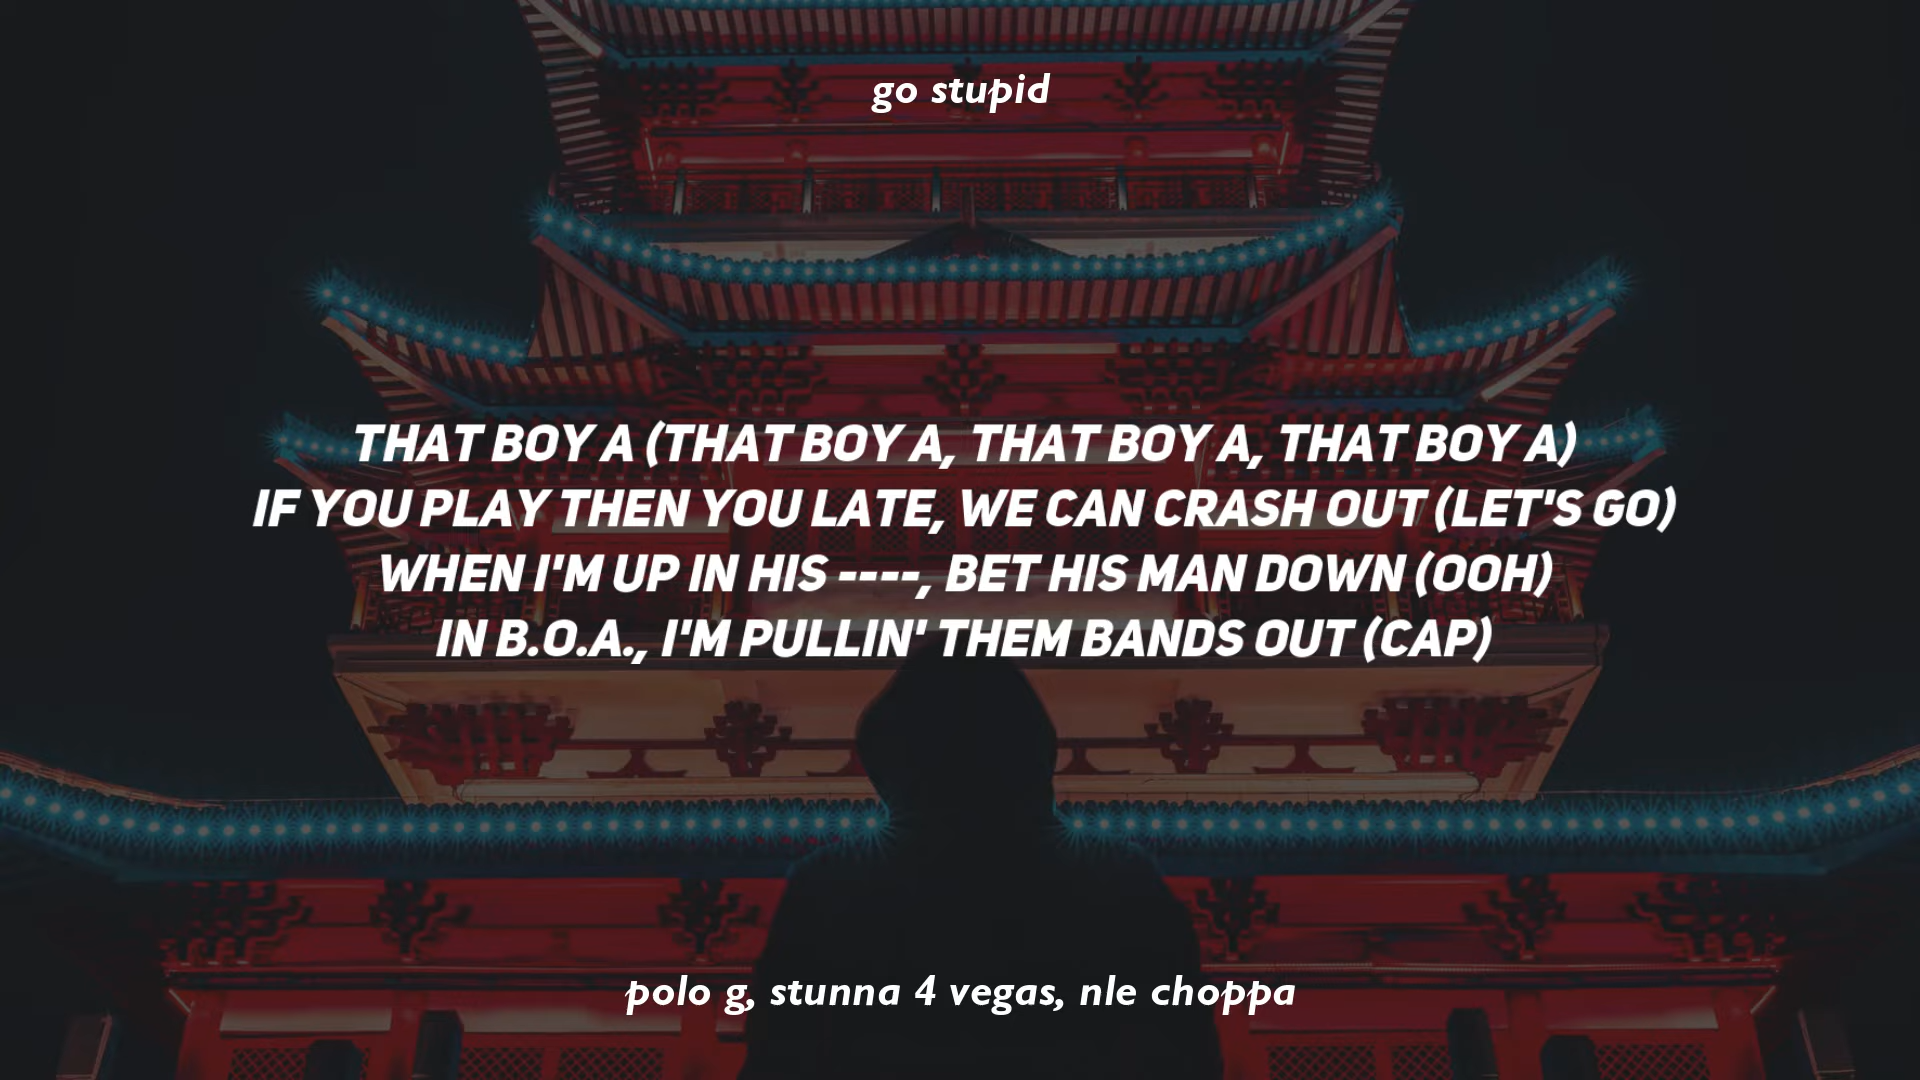 go stupid
THAT BOY A (THAT BOY A, THAT BOY A, THAT BOY A)
IF YOU PLAY THEN YOU LATE, WE CAN CRASH OUT (LET'S GO)
WHEN I'M UP IN HIS ----, BET HIS MAN DOWN (OOH)
IN B.O.A., I'M PULLIN' THEM BANDS OUT (CAP)
polo g, stunna 4 vegas, nle choppa